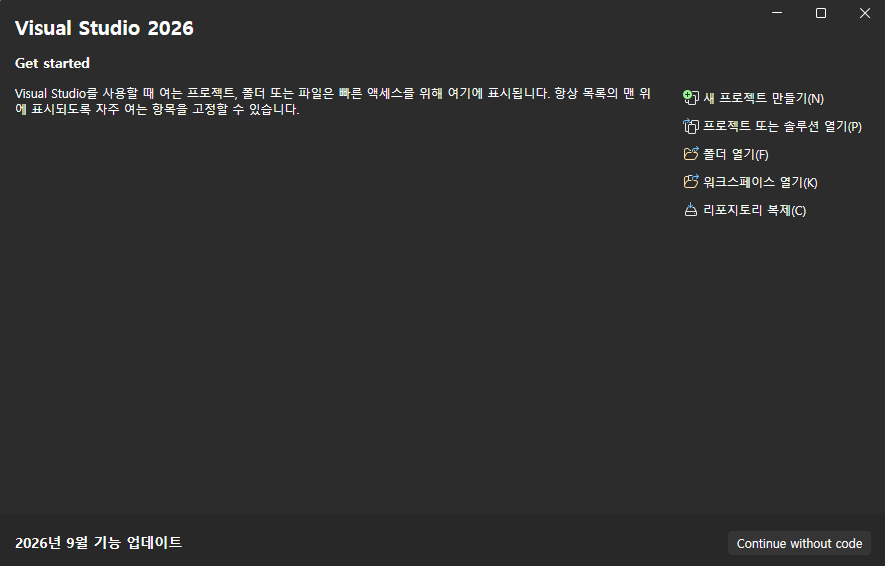 Visual Studio 2026
Get started
Visual Studio를 사용할 때 여는 프로젝트, 폴더 또는 파일은 빠른 액세스를 위해 여기에 표시됩니다. 항상 목록의 맨 위
에 표시되도록 자주 여는 항목을 고정할 수 있습니다.
새 프로젝트 만들기(N)
프로젝트 또는 솔루션 열기(P)
폴더 열기(F)
워크스페이스 열기(K)
리포지토리 복제(C)
2026년 9월 기능 업데이트
Continue without code